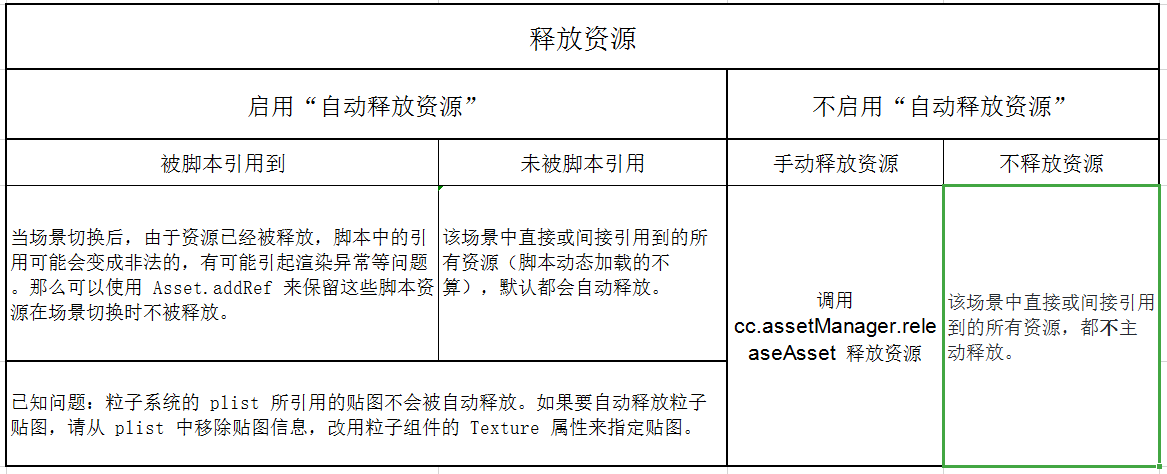 释放资源
启用“自动释放资源”
不启用“自动释放资源”
被脚本引用到
未被脚本引用
手动释放资源
不释放资源
当场景切换后，由于资源已经被释放，脚本中的引
用可能会变成非法的，有可能引起渲染异常等问题
。那么可以使用 Asset.addRef 来保留这些脚本资
源在场景切换时不被释放。
该场景中直接或间接引用到的所
有资源（脚本动态加载的不
算），默认都会自动释放。
调用
cc.assetManager.rele
aseAsset 释放资源
该场景中直接或间接引用
到的所有资源，都不主
动释放。
已知问题：粒子系统的 plist 所引用的贴图不会被自动释放。如果要自动释放粒子
贴图，请从 plist 中移除贴图信息，改用粒子组件的 Texture 属性来指定贴图。